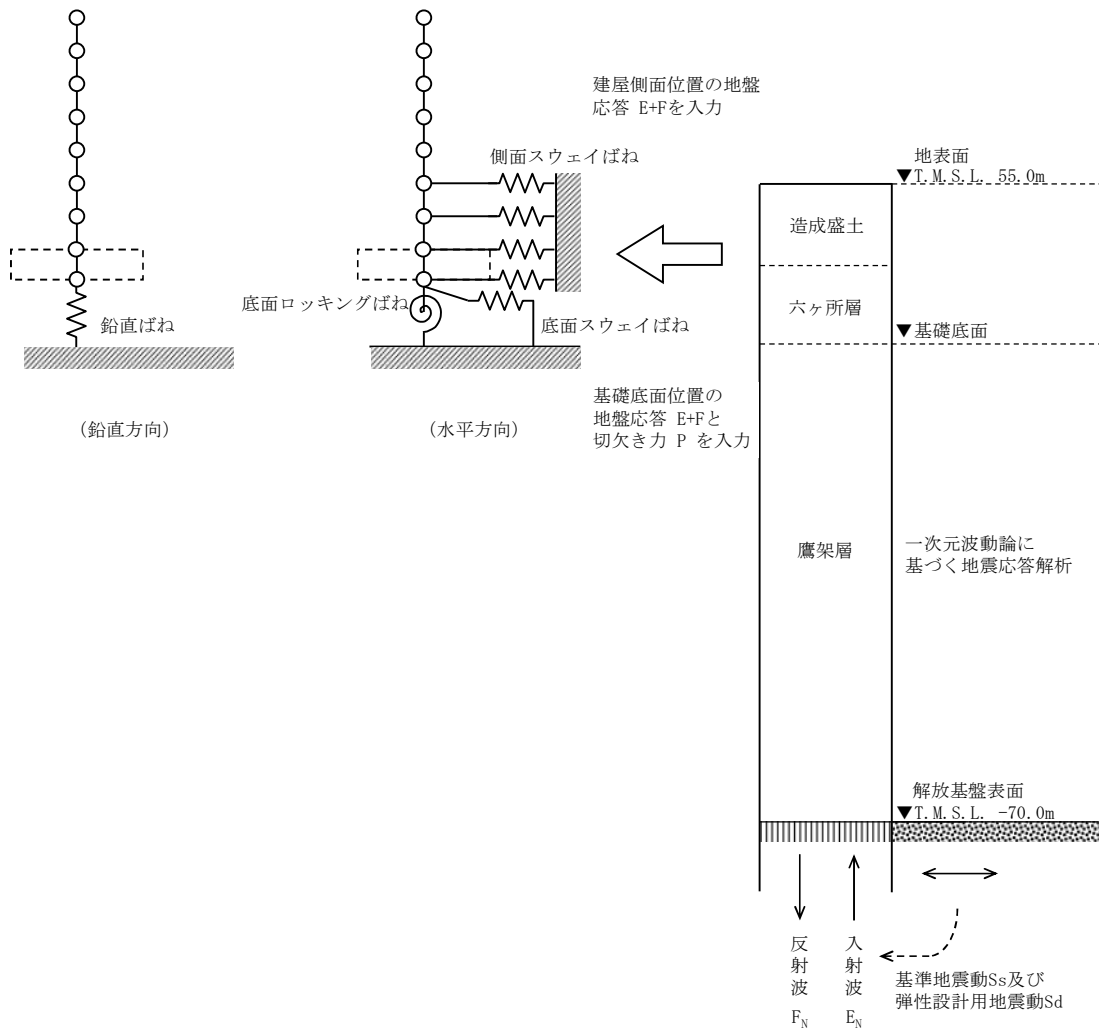 建屋側面位置の地盤
応答 E+Fを入力
側面スウェイばね
地表面
▼T.M.S.L. 55.0m
造成盛土
六ヶ所層
底面ロッキングばね
鉛直ばね
底面スウェイばね
▼基礎底面
(鉛直方向)
(水平方向)
基礎底面位置の
地盤応答 E+Fと
切欠き力 P を入力
鷹架層
一次元波動論に
基づく地震応答解析
解放基盤表面
▼T.M.S.L. -70.0m
反射波 FN
入射波 EN
基準地震動Ss及び
弾性設計用地震動Sd